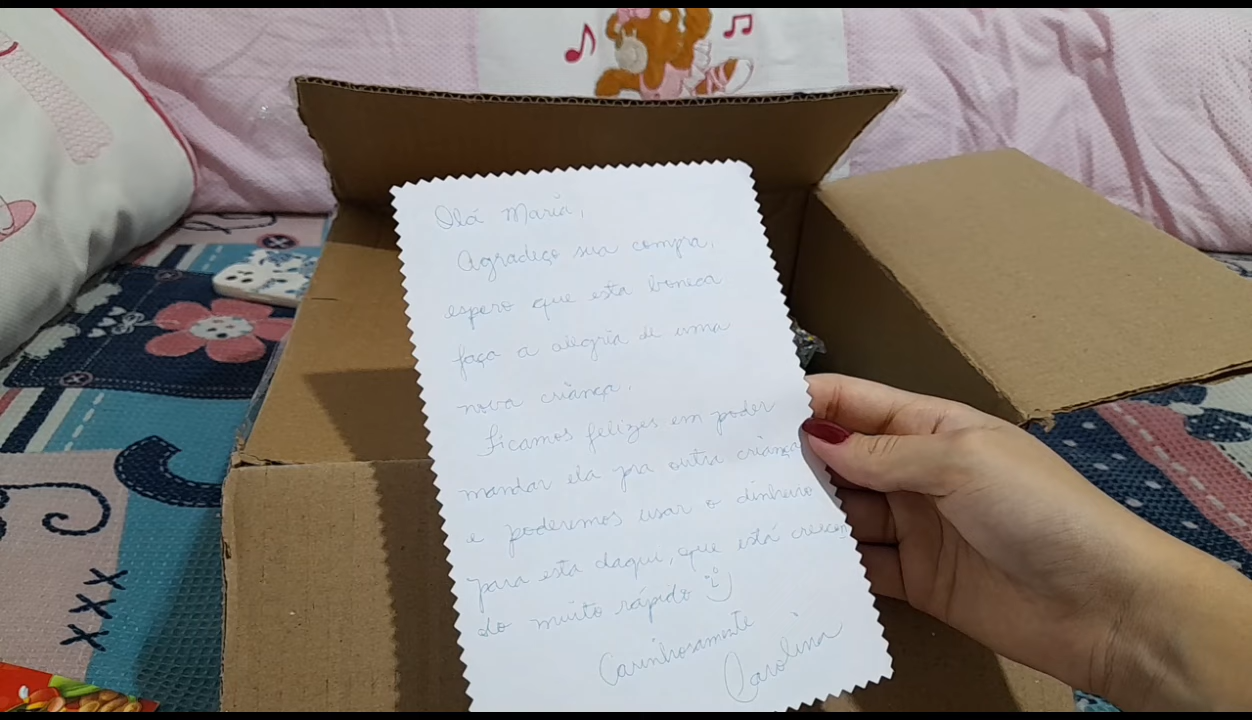 Olá Maria,
Agradeço sua compra,
espero que esta boneca
faça a alegria de uma
nova criança.
Ficamos felizes em poder
mandar ela pra outra criança
e poderemos usar o dinheiro
para esta daqui, que está crescen
do muito rápido :)
Carinhosamente
Carolina